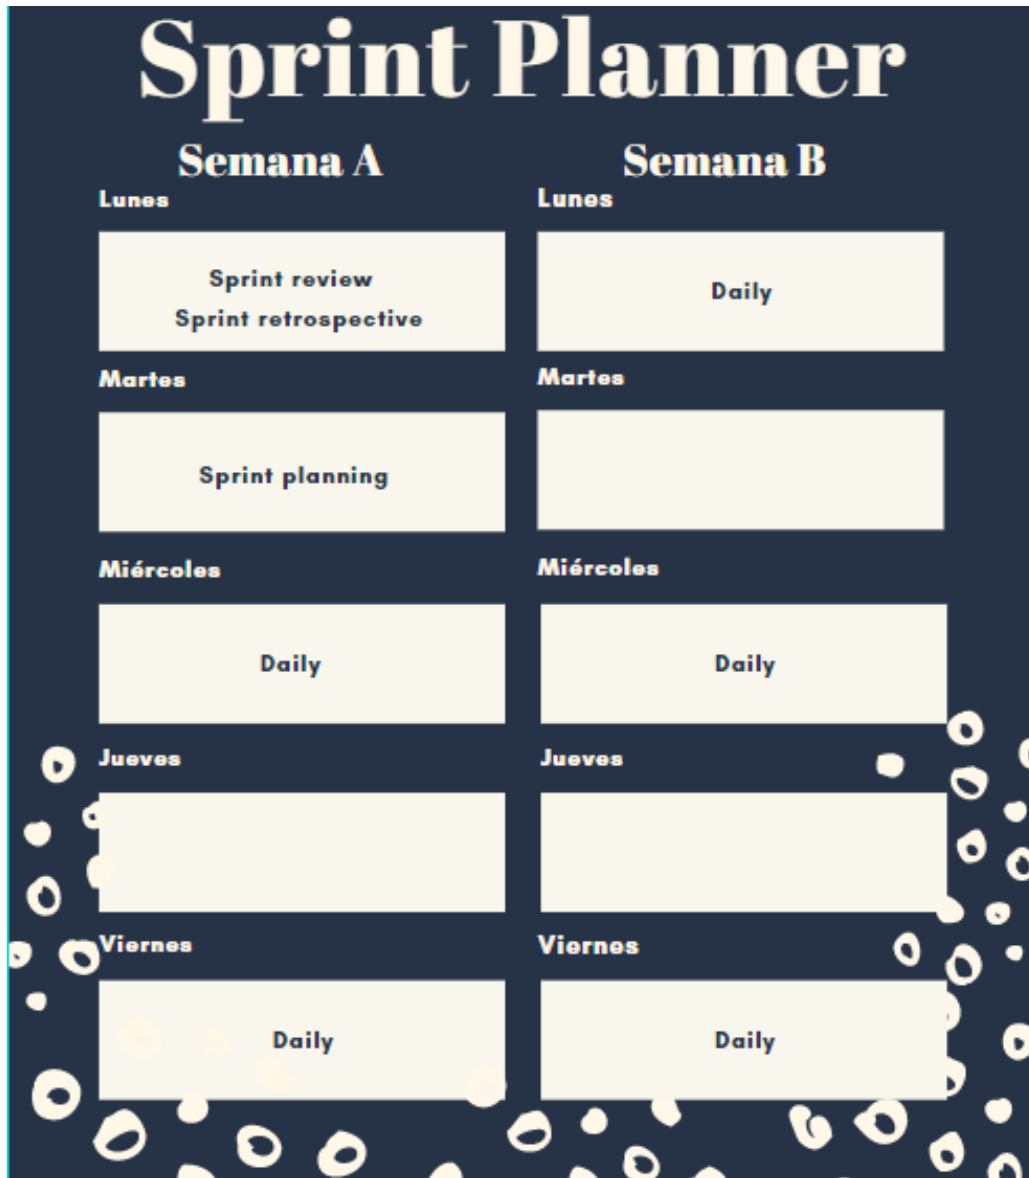 Sprint Planner
Semana A
Lunes
Sprint review
Sprint retrospective
Martes
Sprint planning
Miércoles
Daily
Jueves
Viernes
Daily
Semana B
Lunes
Daily
Martes
Miércoles
Daily
Jueves
Viernes
Daily